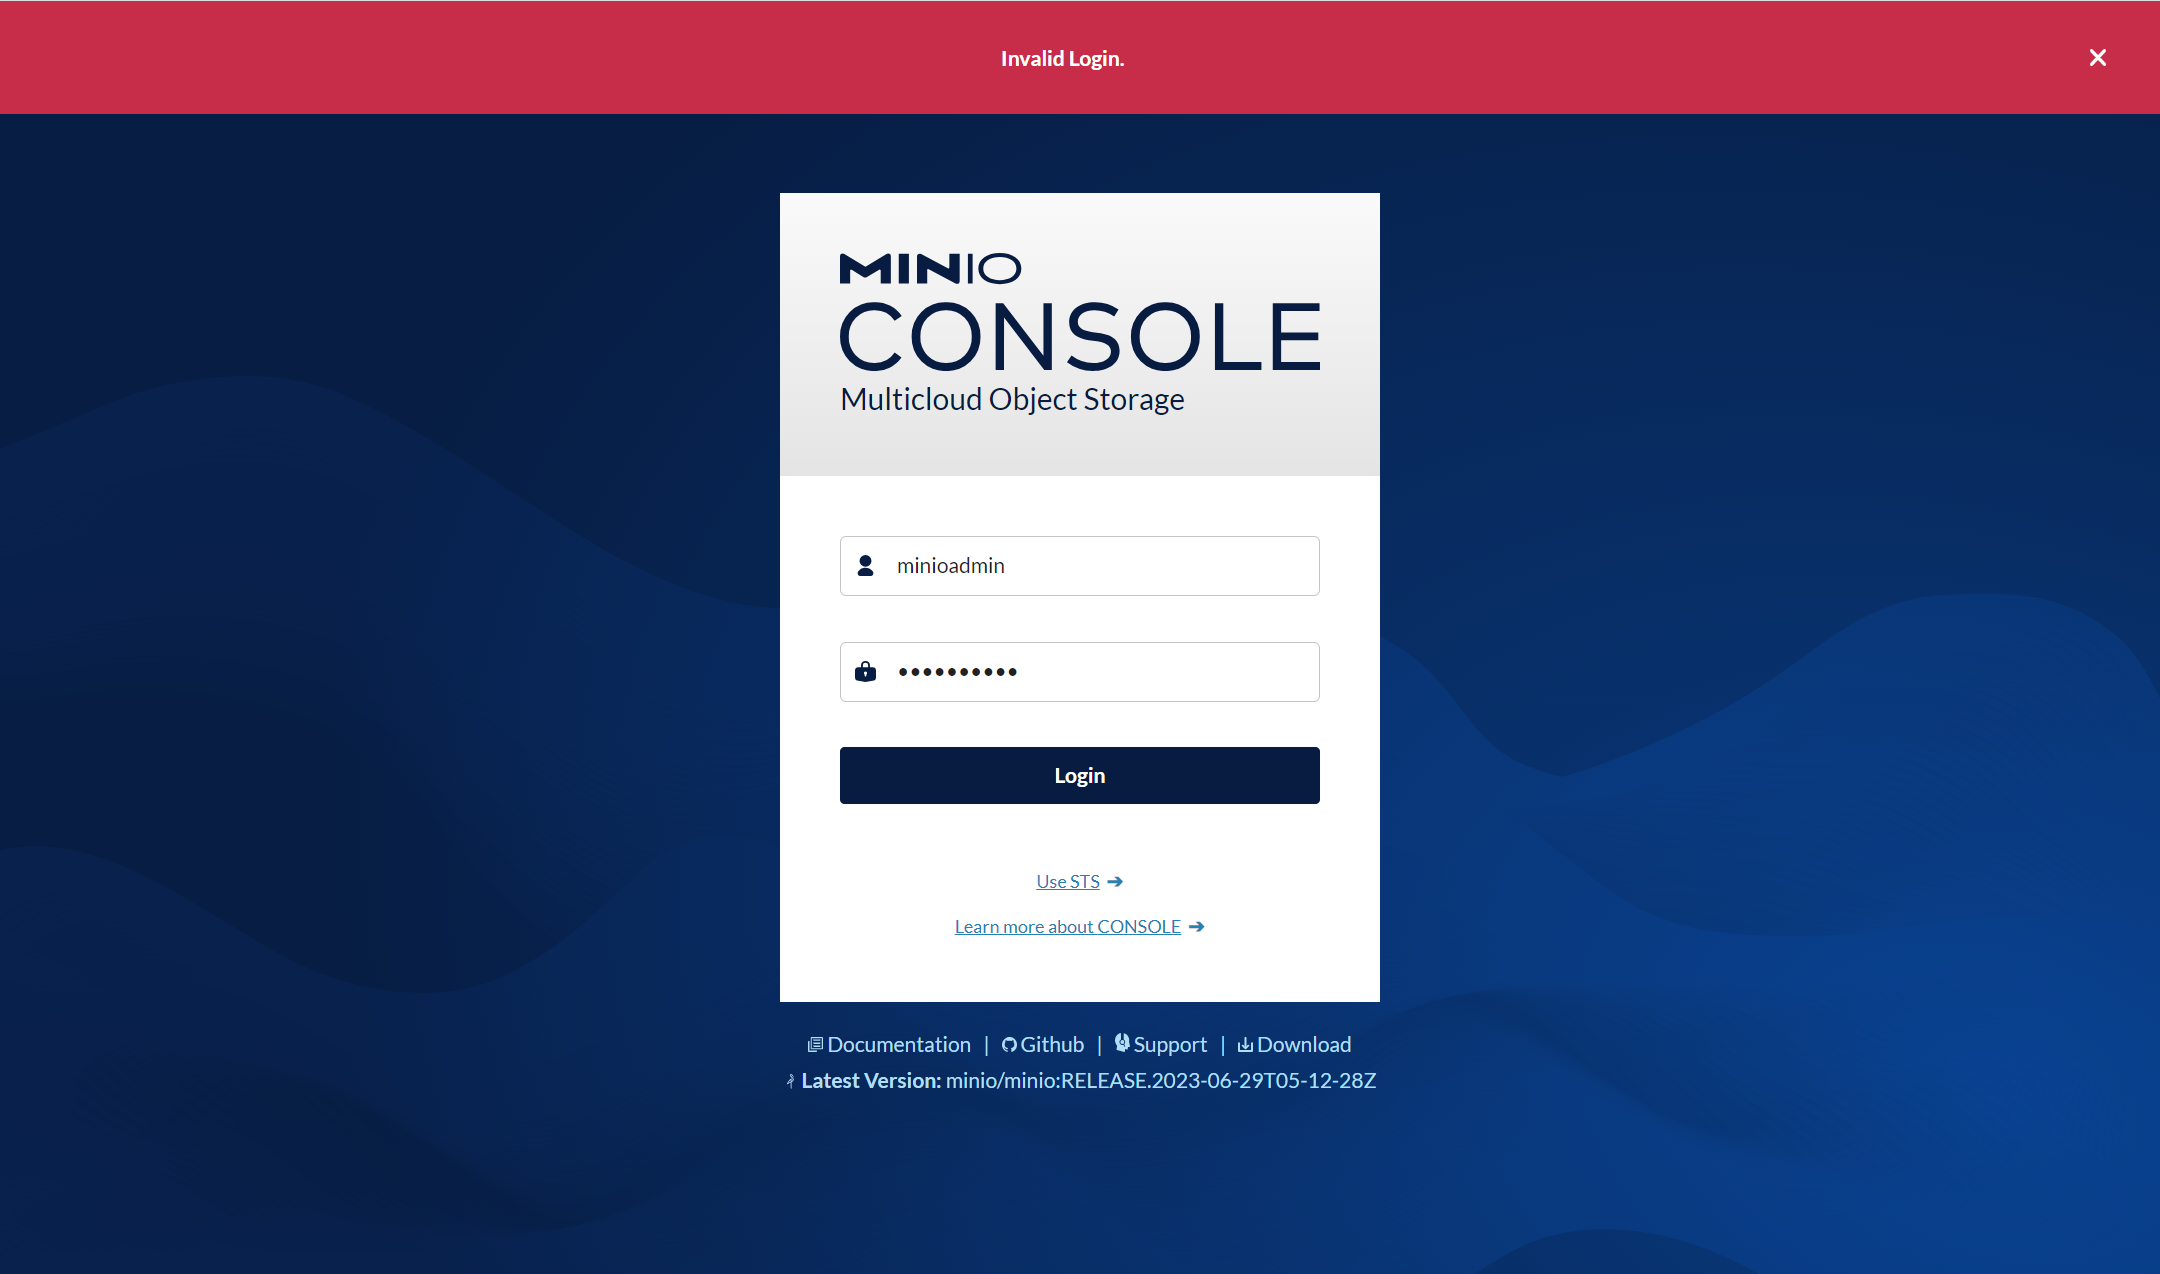 Invalid Login.
MINIO
CONSOLE
Multicloud Object Storage
minioadmin
••••••••••
Login
Use STS ➔
Learn more about CONSOLE ➔
Documentation | Github | Support | Download
Latest Version: minio/minio:RELEASE.2023-06-29T05-12-28Z